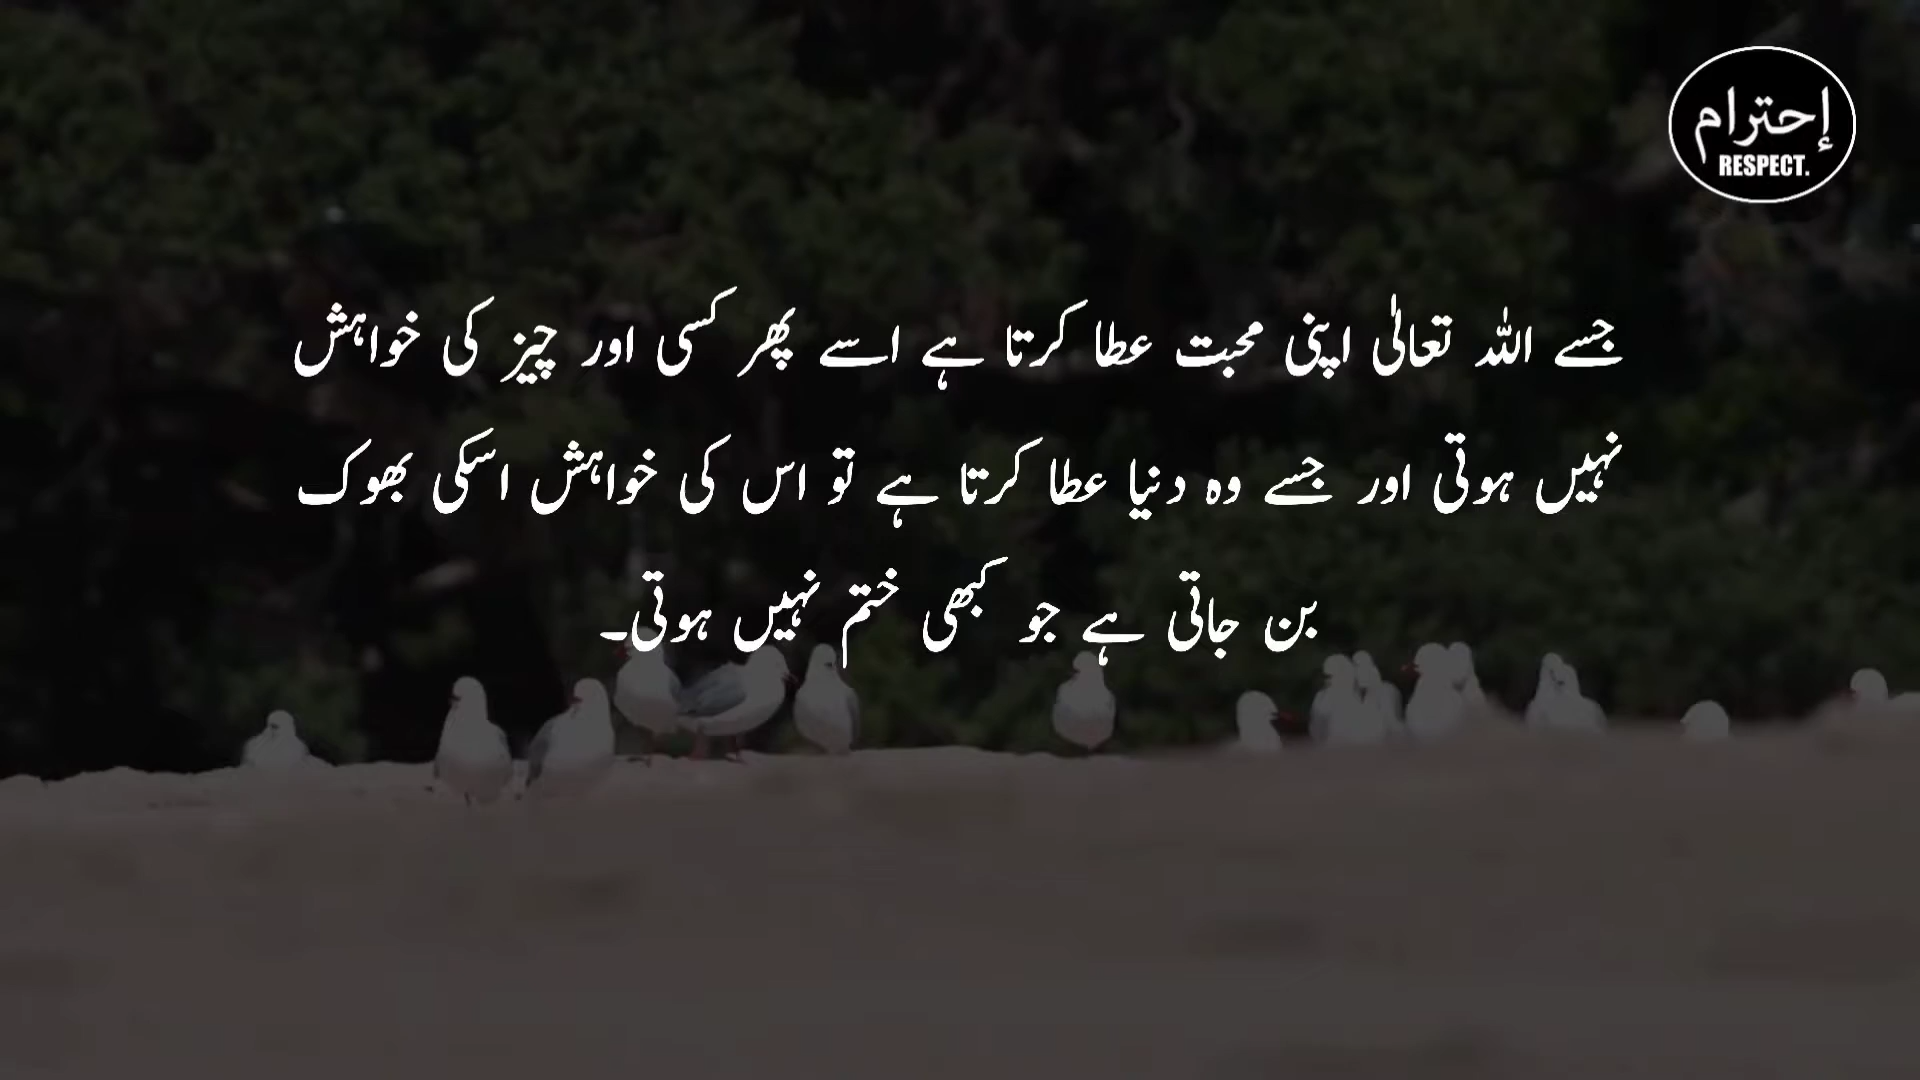 إحترام
RESPECT.
جسے اللہ تعالٰی اپنی محبت عطا کرتا ہے اسے پھر کسی اور چیز کی خواہش
نہیں ہوتی اور جسے وہ دنیا عطا کرتا ہے تو اس کی خواہش اسکی بھوک
بن جاتی ہے جو کبھی ختم نہیں ہوتی۔